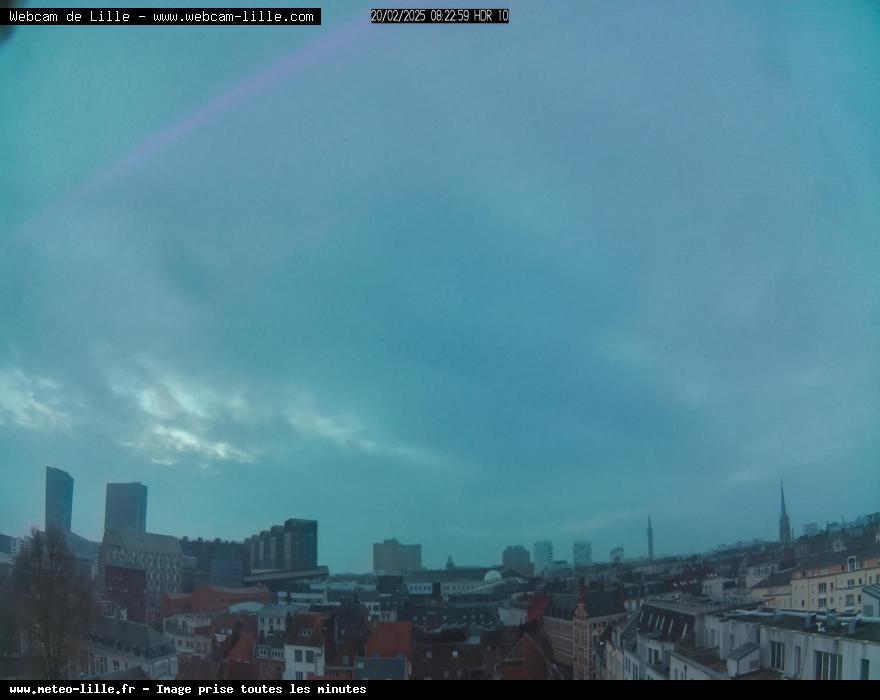 Webcam de Lille - www.webcam-lille.com
20/02/2025 08:22:59 HDR 10
www.meteo-lille.fr - Image prise toutes les minutes